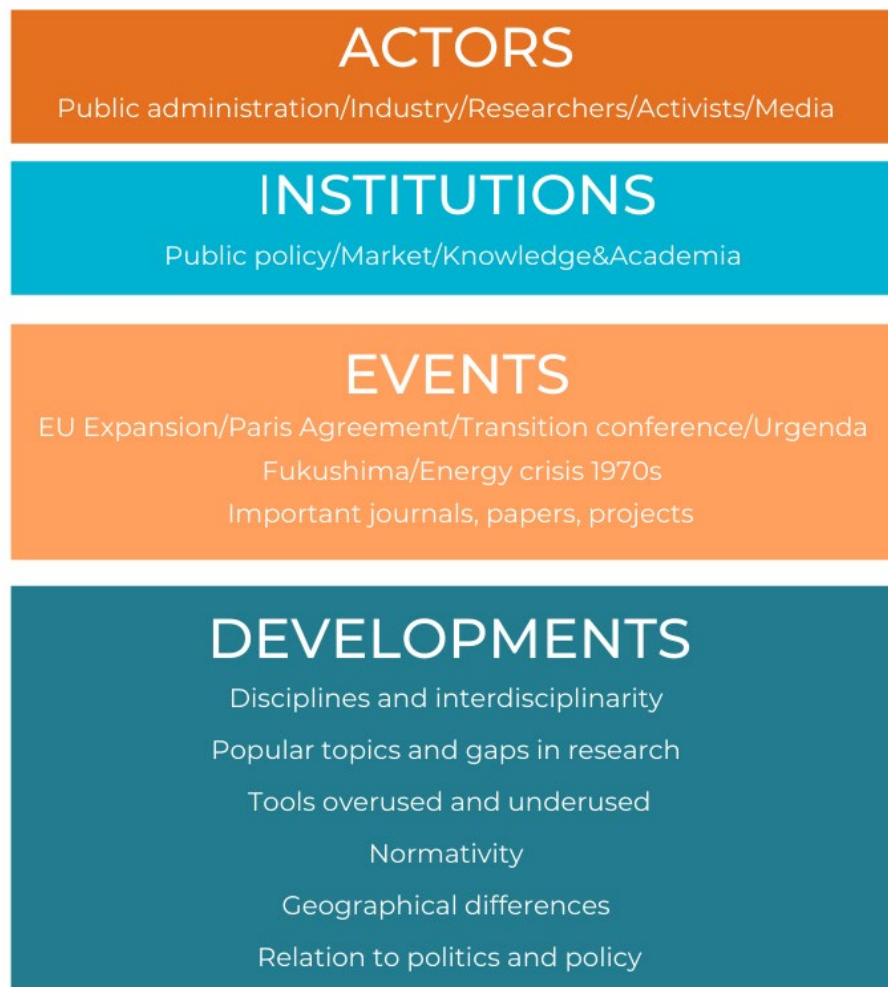 ACTORS
Public administration/Industry/Researchers/Activists/Media
INSTITUTIONS
Public policy/Market/Knowledge&Academia
EVENTS
EU Expansion/Paris Agreement/Transition conference/Urgenda
Fukushima/Energy crisis 1970s
Important journals, papers, projects
DEVELOPMENTS
Disciplines and interdisciplinarity
Popular topics and gaps in research
Tools overused and underused
Normativity
Geographical differences
Relation to politics and policy